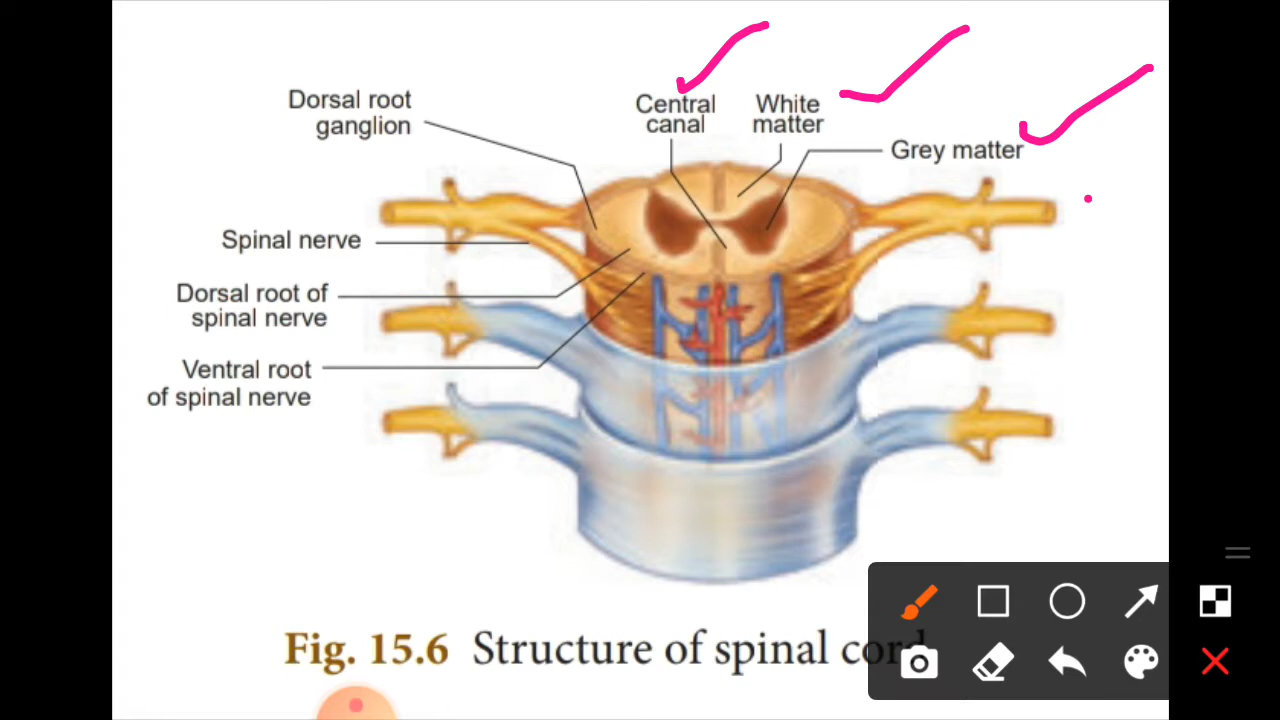 Dorsal root
ganglion
Central
canal
White
matter
Grey matter
Spinal nerve
Dorsal root of
spinal nerve
Ventral root
of spinal nerve
Fig. 15.6 Structure of spinal cord